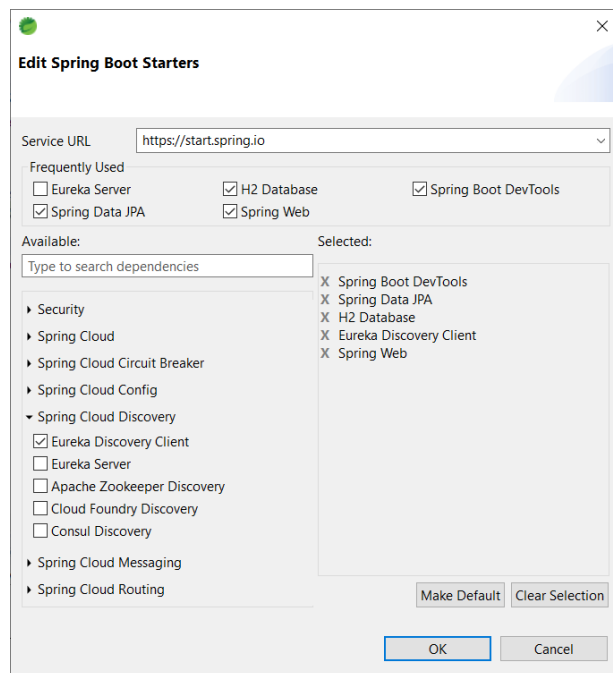 Edit Spring Boot Starters
Service URL https://start.spring.io
Frequently Used
Eureka Server H2 Database Spring Boot DevTools
Spring Data JPA Spring Web
Available: Selected:
Type to search dependencies
X Spring Boot DevTools
X Spring Data JPA
X H2 Database
X Eureka Discovery Client
X Spring Web
Security
Spring Cloud
Spring Cloud Circuit Breaker
Spring Cloud Config
Spring Cloud Discovery
Eureka Discovery Client
Eureka Server
Apache Zookeeper Discovery
Cloud Foundry Discovery
Consul Discovery
Spring Cloud Messaging
Spring Cloud Routing
Make Default Clear Selection
OK Cancel